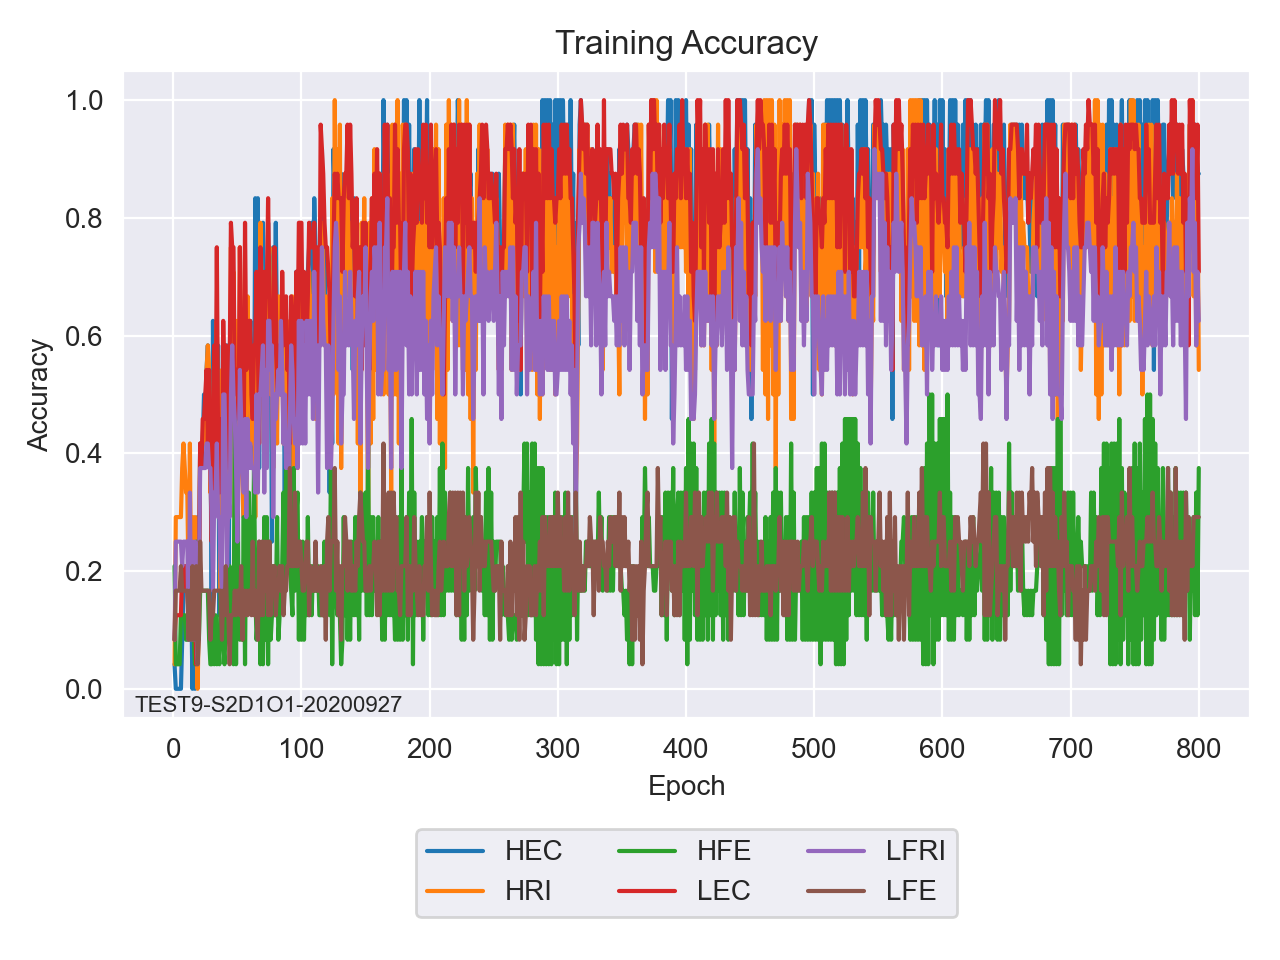 Training Accuracy
1.0
0.8
0.6
0.4
0.2
0.0
Accuracy
TEST9-S2D1O1-20200927
0 100 200 300 400 500 600 700 800
Epoch
HEC HFE LFRI
HRI LEC LFE